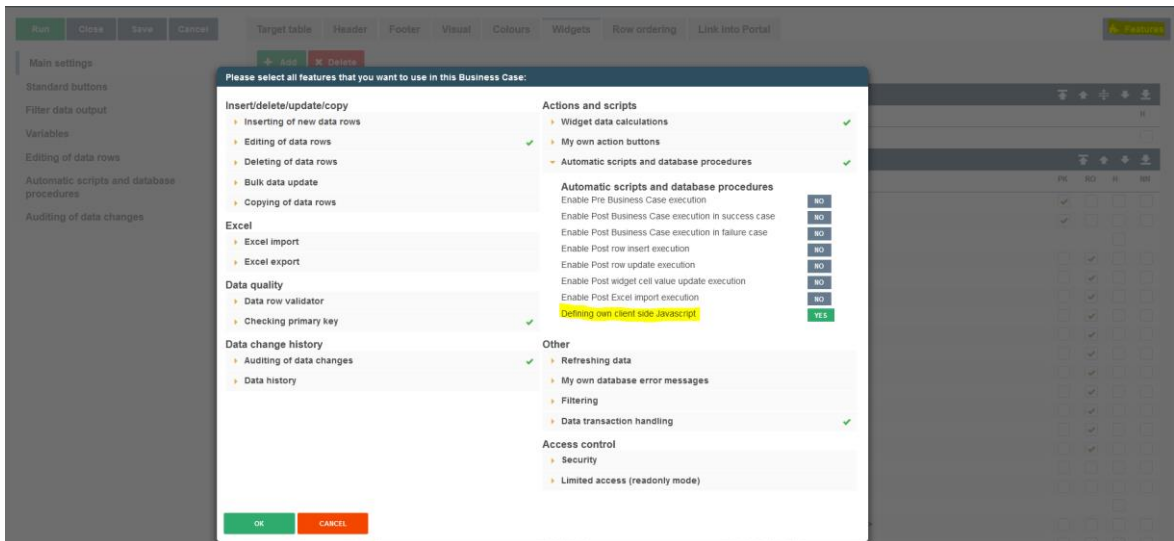 Run Close Save Cancel
Target table Header Footer Visual Colours Widgets Row ordering Link Into Portal
Features
Main settings
Standard buttons
Filter data output
Variables
Editing of data rows
Automatic scripts and database
procedures
Auditing of data changes
+ Add ✖ Delete
Please select all features that you want to use in this Business Case:
Insert/delete/update/copy
Inserting of new data rows
Editing of data rows
Deleting of data rows
Bulk data update
Copying of data rows
Excel
Excel import
Excel export
Data quality
Data row validator
Checking primary key
Data change history
Auditing of data changes
Data history
Actions and scripts
Widget data calculations
My own action buttons
Automatic scripts and database procedures
Automatic scripts and database procedures
Enable Pre Business Case execution NO
Enable Post Business Case execution in success case NO
Enable Post Business Case execution in failure case NO
Enable Post row insert execution NO
Enable Post row update execution NO
Enable Post widget cell value update execution NO
Enable Post Excel import execution NO
Defining own client side Javascript YES
Other
Refreshing data
My own database error messages
Filtering
Data transaction handling
Access control
Security
Limited access (readonly mode)
OK CANCEL
PK RO H NN